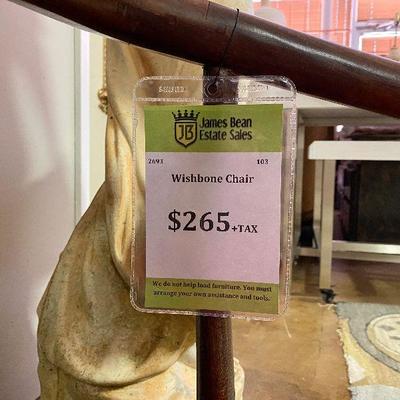 James Bean
Estate Sales
JB
2693 103
Wishbone Chair
$265+TAX
We do not help load furniture. You must
arrange your own assistance and tools.